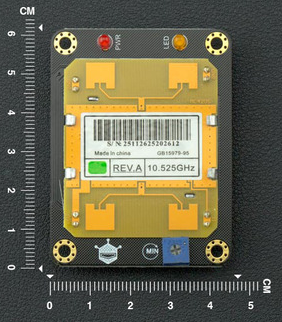 CM
6
5
4
3
2
1
0
PWR
LED
S/N:25112625202612
Made in china
GB15979-95
REV.A
10.525GHz
MIN
0
1
2
3
4
5
CM